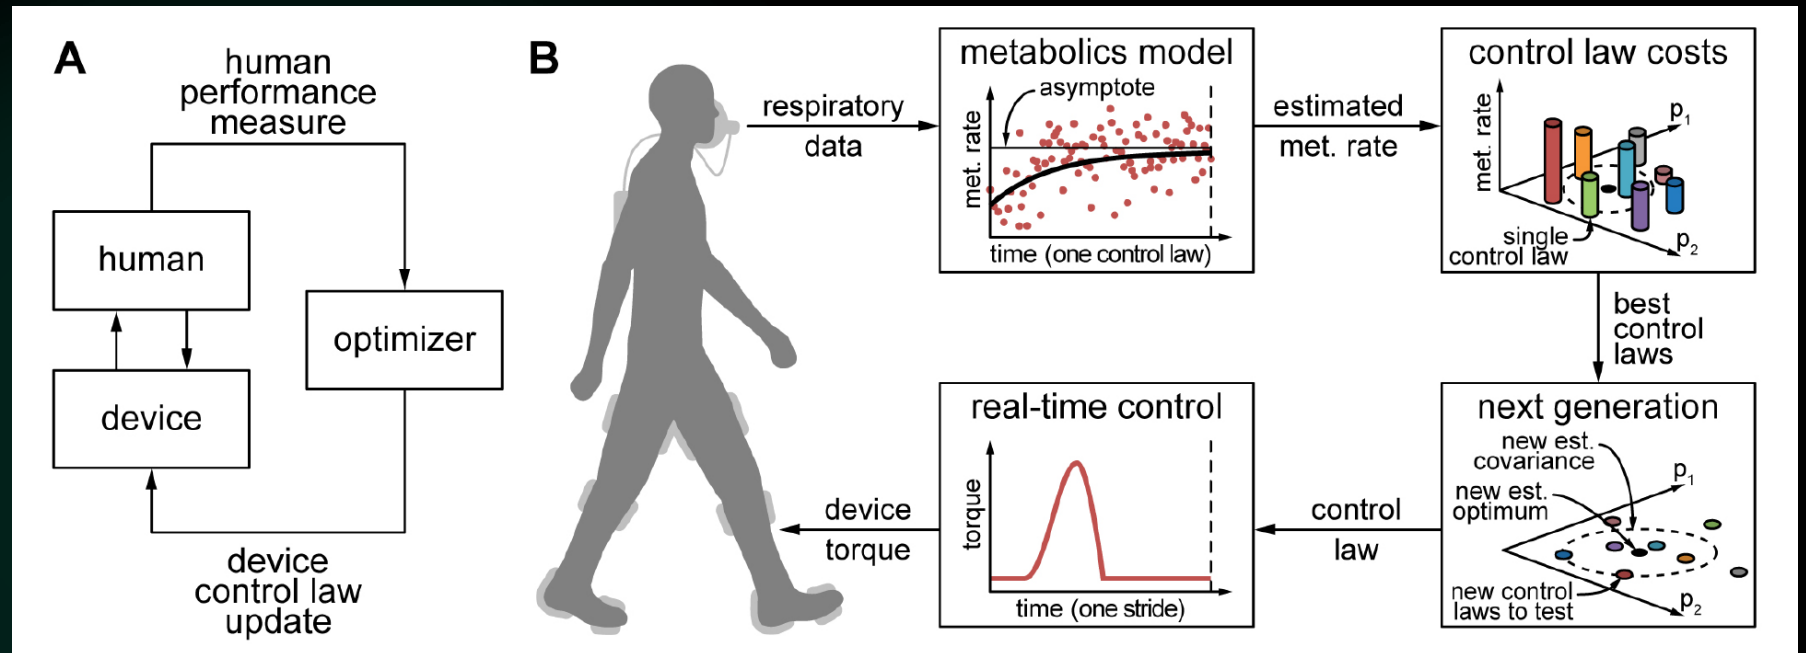 A
human
performance
measure
human
optimizer
device
device
control law
update
B
respiratory
data
metabolics model
asymptote
met. rate
time (one control law)
estimated
met. rate
control law costs
met. rate
p1
single
control law
p2
best
control
laws
next generation
new est.
covariance
p1
new est.
optimum
new control
laws to test
p2
control
law
real-time control
torque
time (one stride)
device
torque